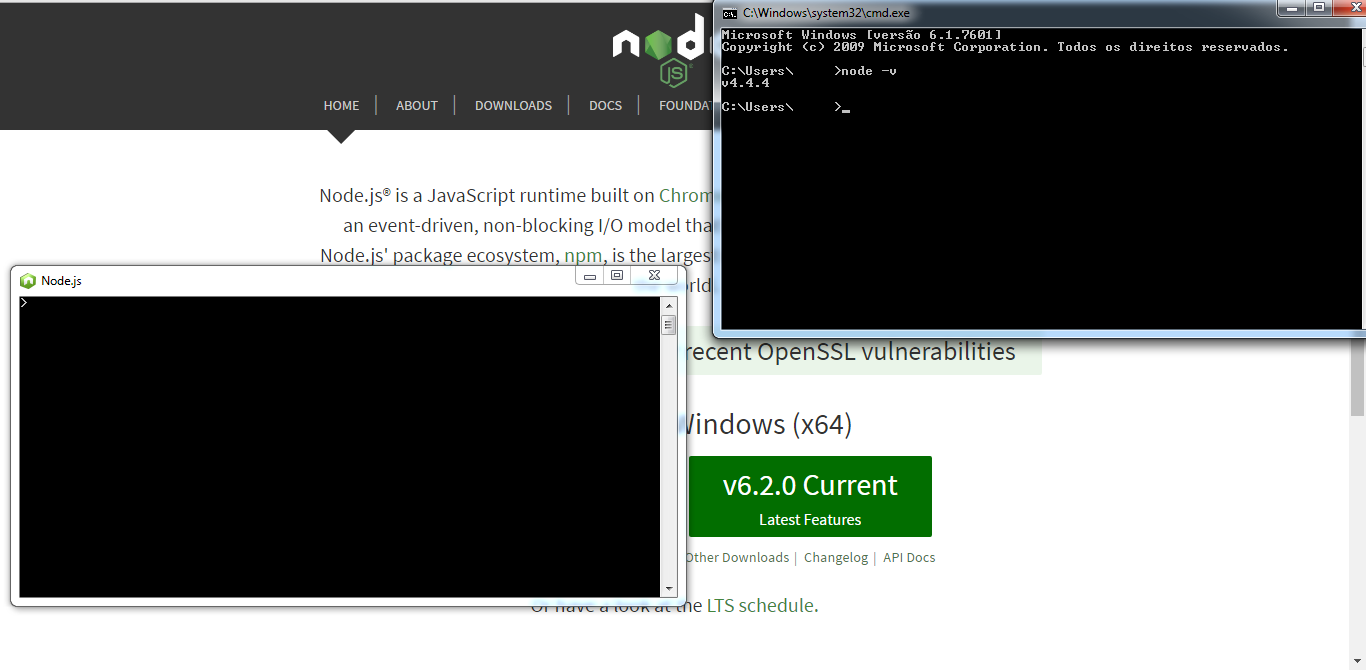 nod
JS
HOME
ABOUT
DOWNLOADS
DOCS
FOUNDAT
Node.js® is a JavaScript runtime built on Chrom
an event-driven, non-blocking I/O model tha
Node.js' package ecosystem, npm, is the larges
recent OpenSSL vulnerabilities
Windows (x64)
v6.2.0 Current
Latest Features
Other Downloads | Changelog | API Docs
Or have a look at the LTS schedule.
Node.js
>
C:\Windows\system32\cmd.exe
Microsoft Windows [versão 6.1.7601]
Copyright (c) 2009 Microsoft Corporation. Todos os direitos reservados.
C:\Users\ >node -v
v4.4.4
C:\Users\ >_